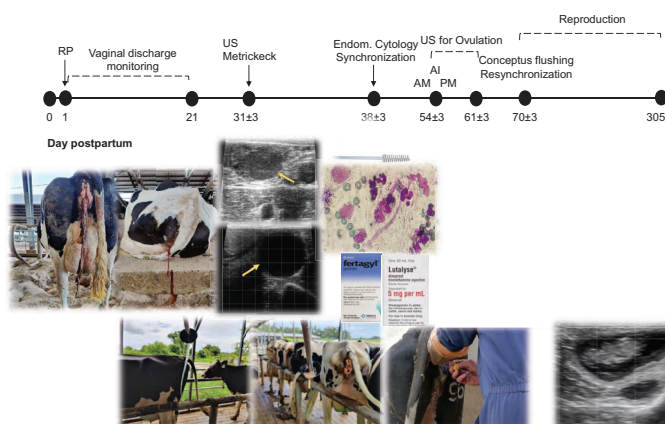 Reproduction
RP
Vaginal discharge
monitoring
US
Metrickeck
Endom. Cytology
Synchronization
US for Ovulation
AI
AM PM
Conceptus flushing
Resynchronization
0 1 21 31±3 38±3 54±3 61±3 70±3 305
Day postpartum
fertagyl®
Lutalyse®
5 mg per mL